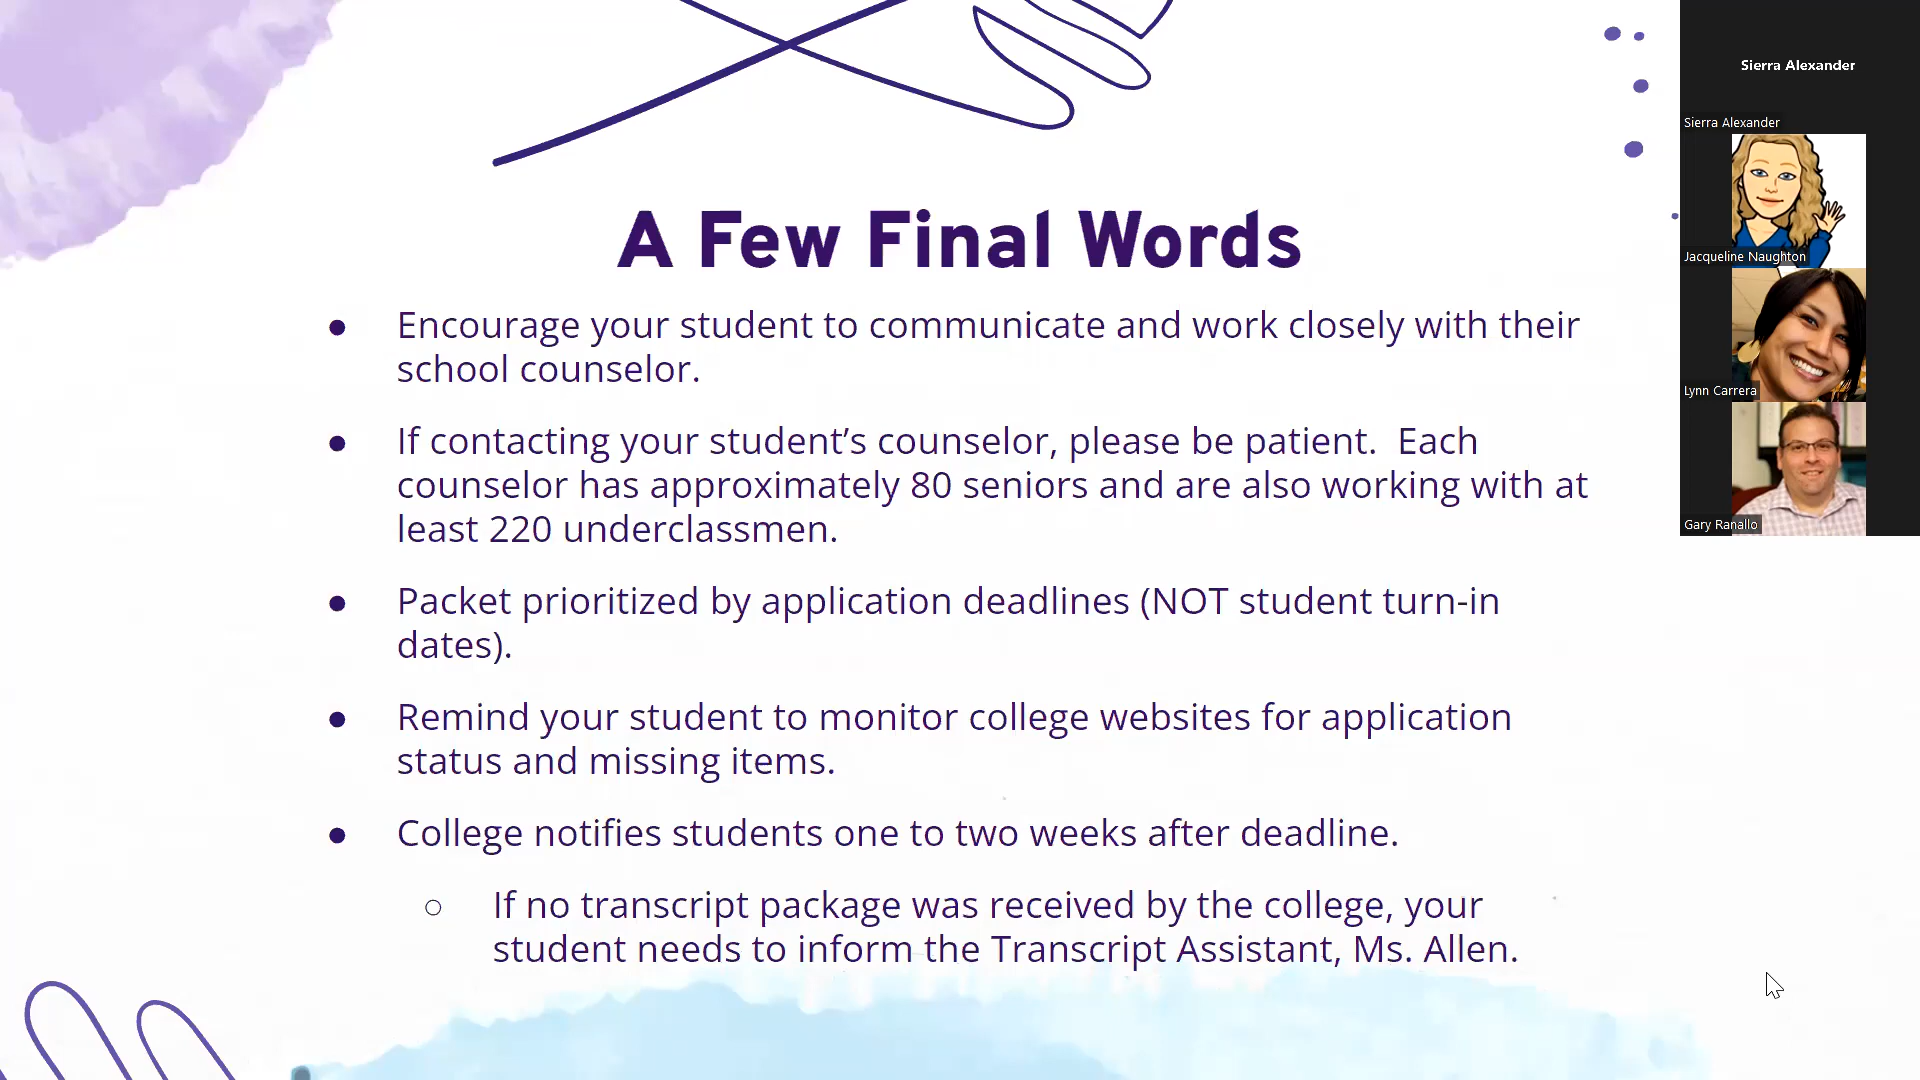 A Few Final Words
● Encourage your student to communicate and work closely with their
school counselor.
● If contacting your student’s counselor, please be patient.  Each
counselor has approximately 80 seniors and are also working with at
least 220 underclassmen.
● Packet prioritized by application deadlines (NOT student turn-in
dates).
● Remind your student to monitor college websites for application
status and missing items.
● College notifies students one to two weeks after deadline.
○ If no transcript package was received by the college, your
student needs to inform the Transcript Assistant, Ms. Allen.
Sierra Alexander
Sierra Alexander
Jacqueline Naughton
Lynn Carrera
Gary Ranallo